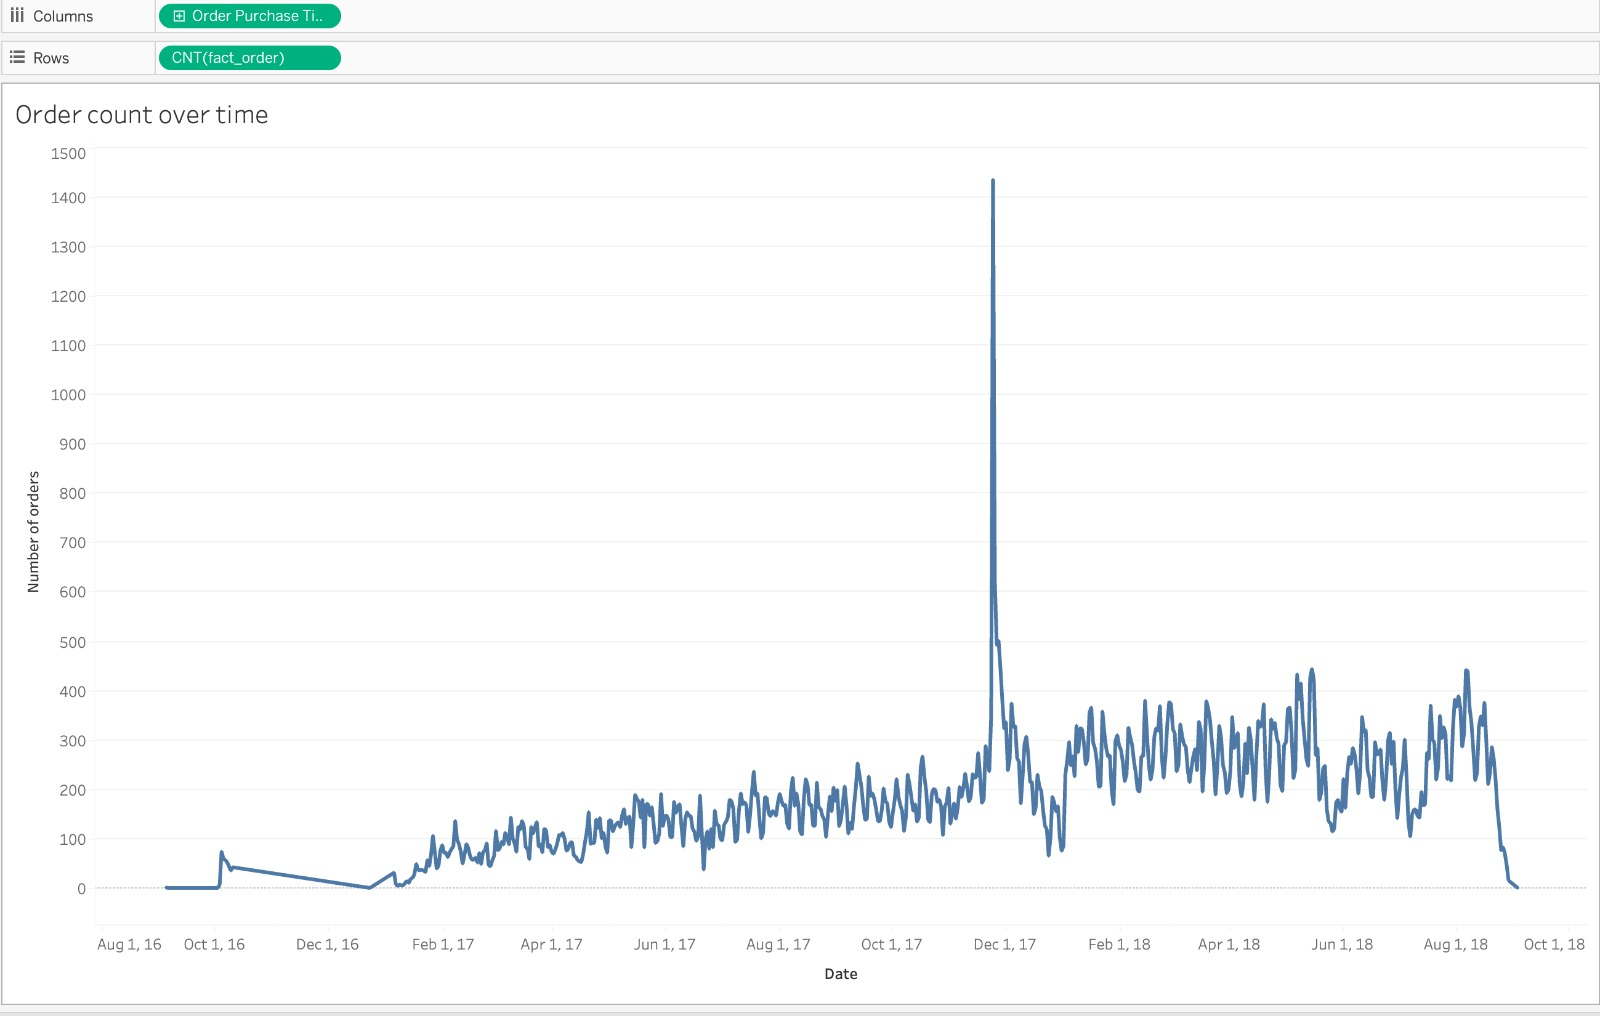 Columns
Order Purchase Ti..
Rows
CNT(fact_order)
Order count over time
1500
1400
1300
1200
1100
1000
900
800
700
600
500
400
300
200
100
0
Number of orders
Aug 1, 16 Oct 1, 16 Dec 1, 16 Feb 1, 17 Apr 1, 17 Jun 1, 17 Aug 1, 17 Oct 1, 17 Dec 1, 17 Feb 1, 18 Apr 1, 18 Jun 1, 18 Aug 1, 18 Oct 1, 18
Date